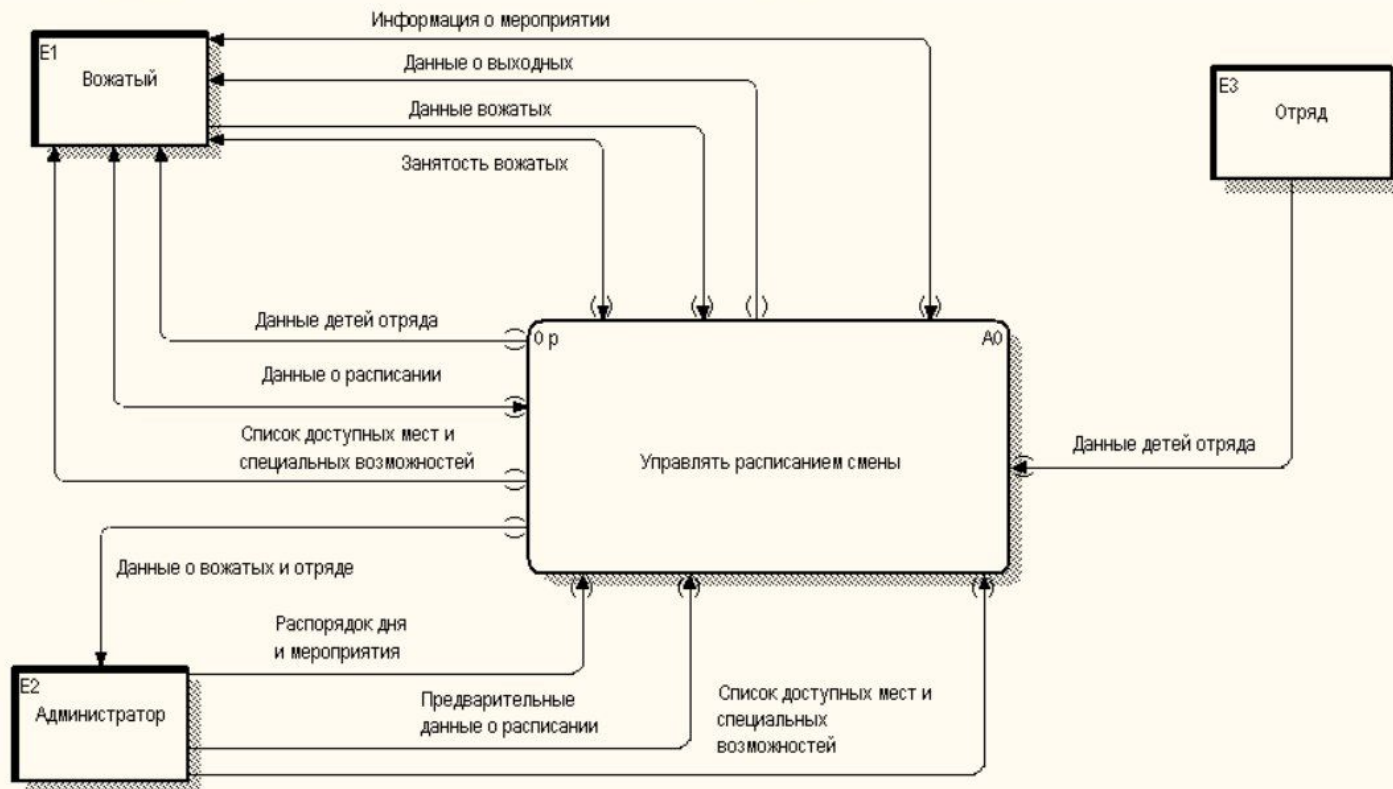 Информация о мероприятии
E1
Вожатый
Данные о выходных
E3
Отряд
Данные вожатых
Занятость вожатых
Данные детей отряда
0 р
A0
Данные о расписании
Список доступных мест и
специальных возможностей
Управлять расписанием смены
Данные детей отряда
Данные о вожатых и отряде
Распорядок дня
и мероприятия
E2
Администратор
Предварительные
данные о расписании
Список доступных мест и
специальных
возможностей